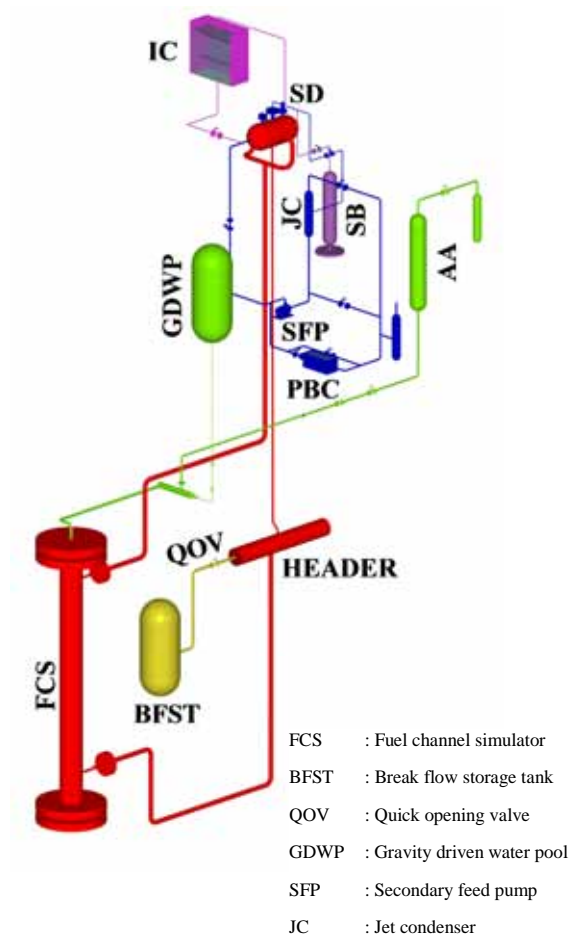 IC
SD
JC
SB
AA
GDWP
SFP
PBC
QOV
HEADER
FCS
BFST
FCS : Fuel channel simulator
BFST : Break flow storage tank
QOV : Quick opening valve
GDWP : Gravity driven water pool
SFP : Secondary feed pump
JC : Jet condenser